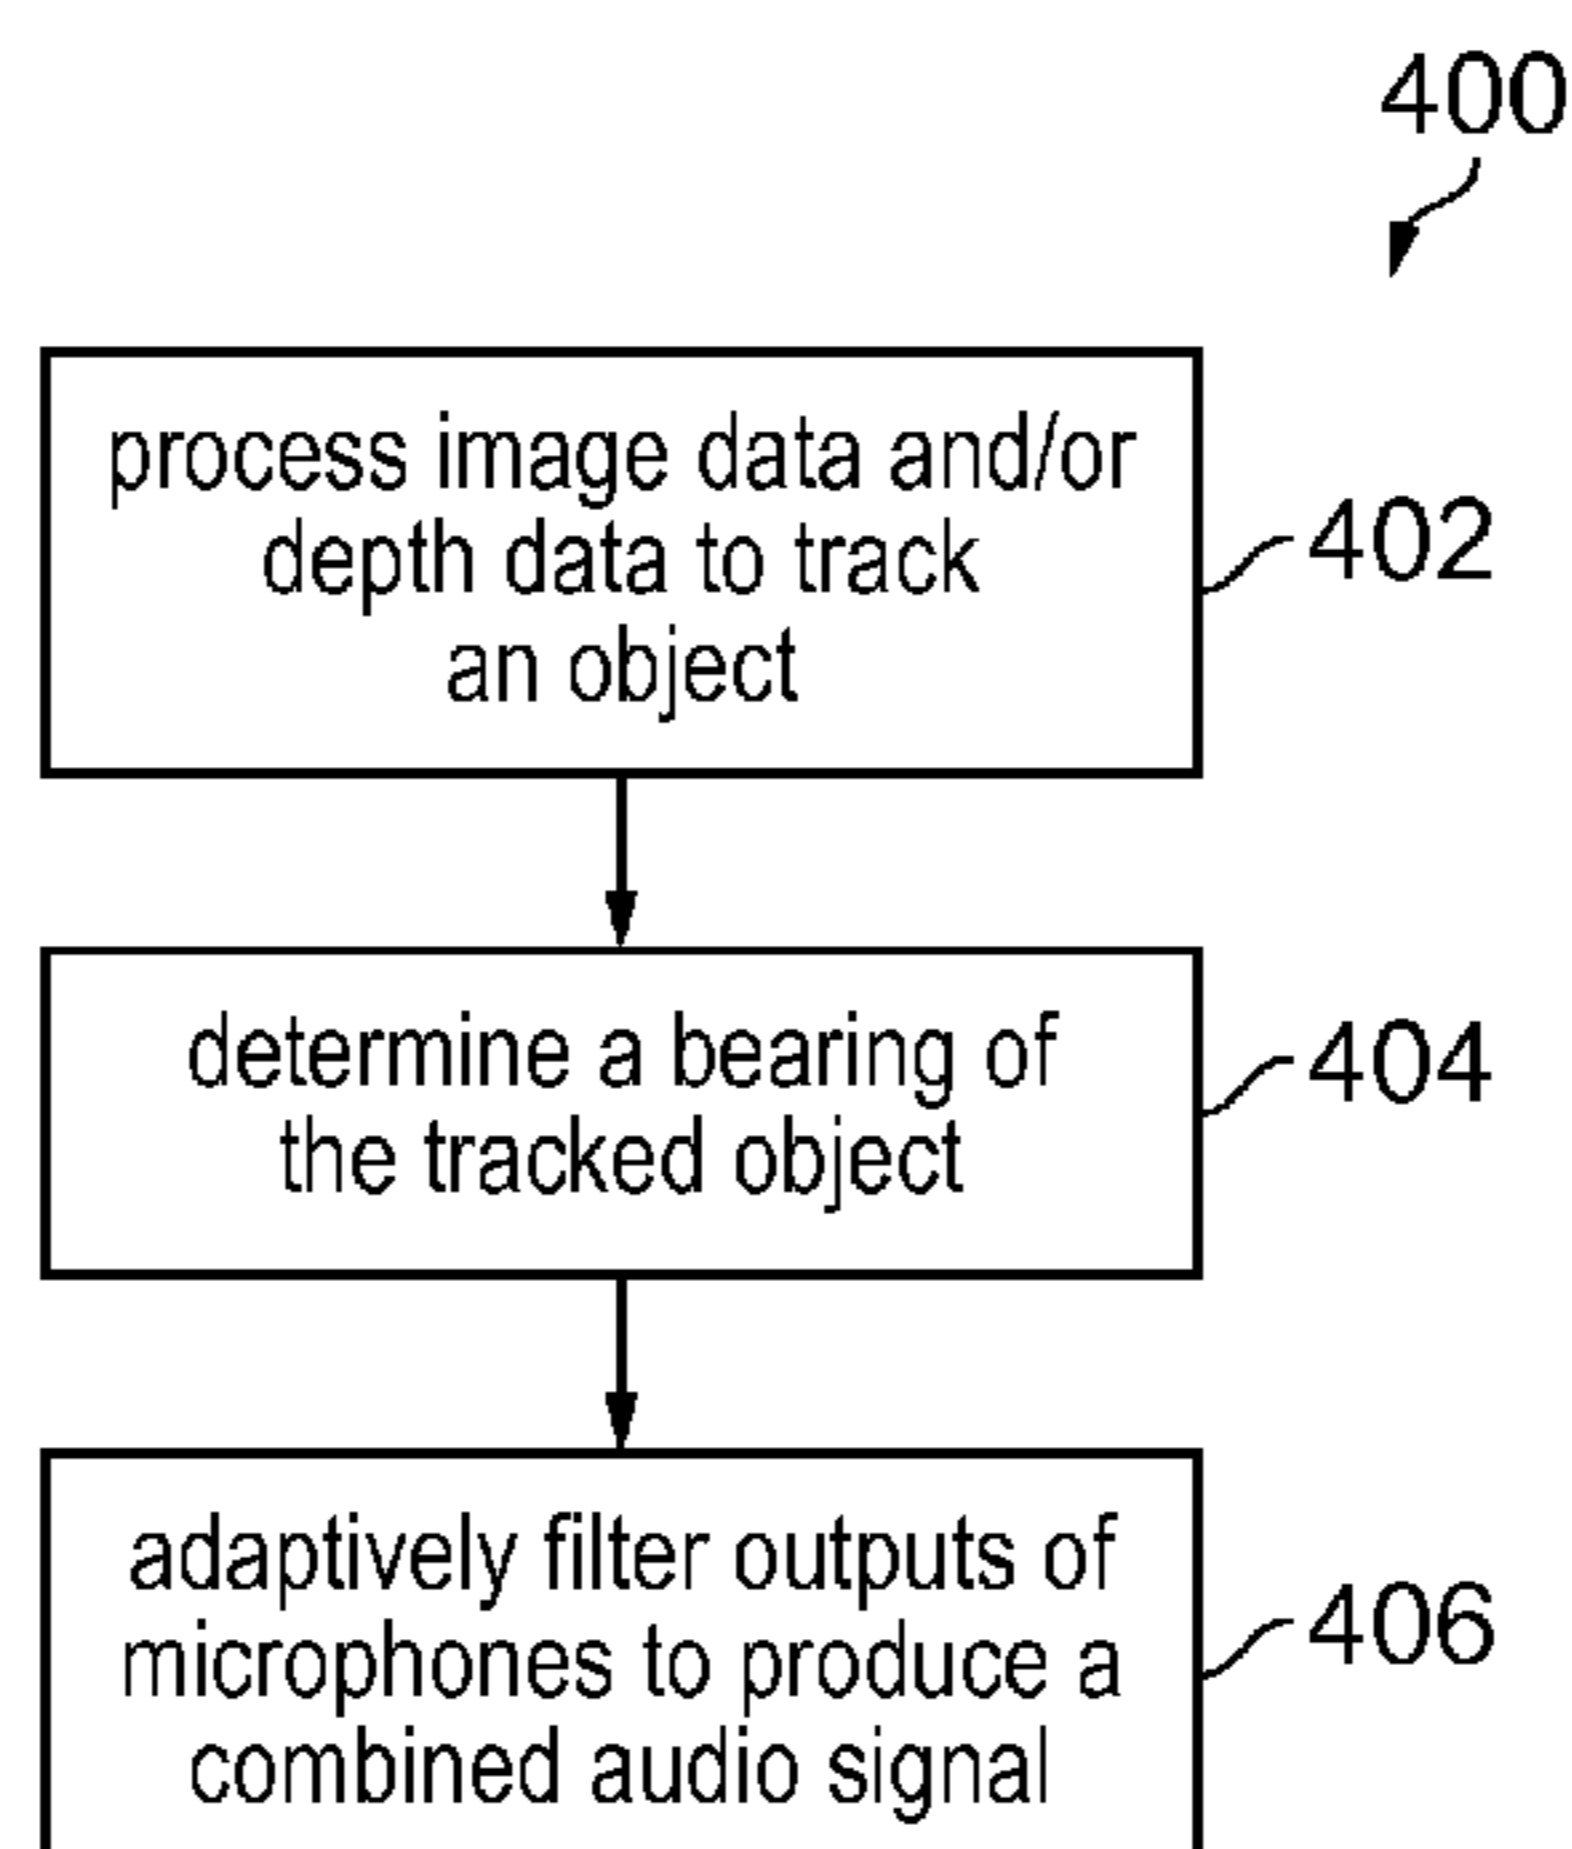 400
process image data and/or
depth data to track
an object
402
determine a bearing of
the tracked object
404
adaptively filter outputs of
microphones to produce a
combined audio signal
406